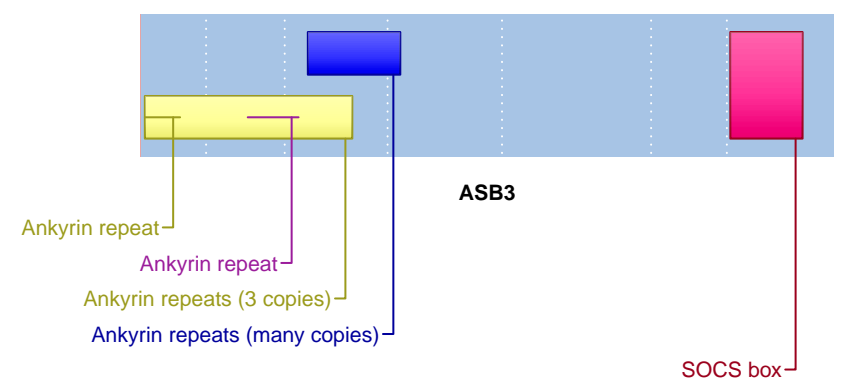 ASB3
Ankyrin repeat
Ankyrin repeat
Ankyrin repeats (3 copies)
Ankyrin repeats (many copies)
SOCS box